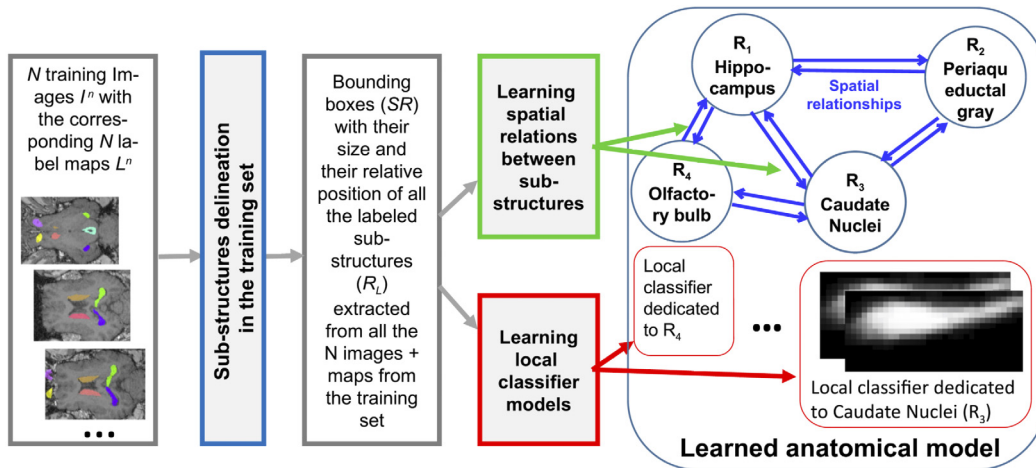 N training Im-
ages Iⁿ with
the corres-
ponding N
label maps Lⁿ
...
Sub-structures delineation
in the training set
Bounding
boxes (SR)
with their
size and
their relative
position of all
the labeled
sub-
structures
(R_L)
extracted
from all the
N images +
maps from
the training
set
Learning
spatial
relations
between
sub-
structures
Learning
local
classifier
models
R₁
Hippo-
campus
R₂
Periaqu
eductal
gray
Spatial
relationships
R₄
Olfacto-
ry bulb
R₃
Caudate
Nuclei
Local
classifier
dedicated
to R₄
...
Local classifier dedicated
to Caudate Nuclei (R₃)
Learned anatomical model